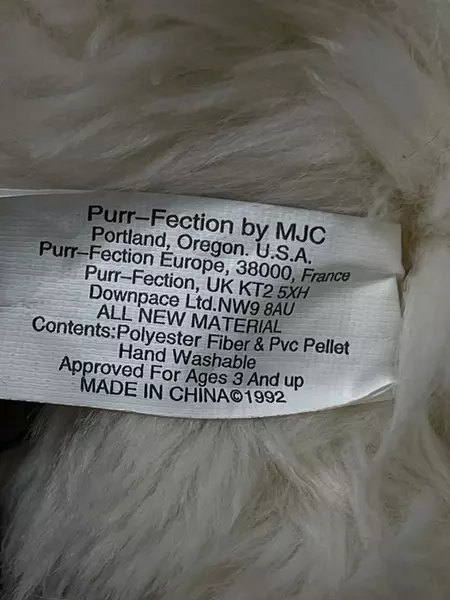 Purr-Fection by MJC
Portland, Oregon. U.S.A.
Purr-Fection Europe, 38000, France
Purr-Fection, UK KT2 5XH
Downpace Ltd.NW9 8AU
ALL NEW MATERIAL
Contents:Polyester Fiber & Pvc Pellet
Hand Washable
Approved For Ages 3 And up
MADE IN CHINA©1992